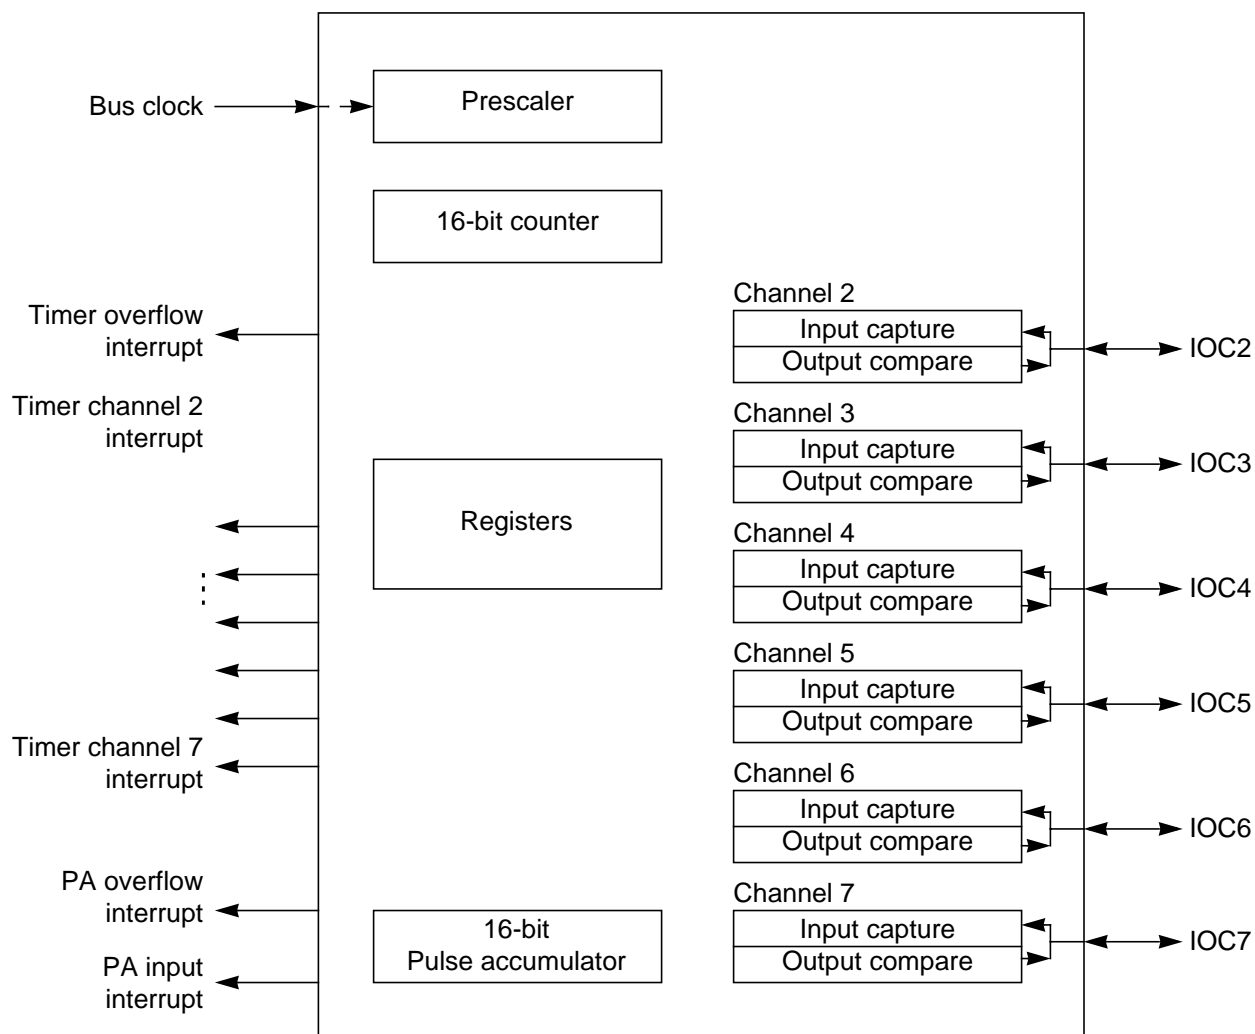 Bus clock
Prescaler
16-bit counter
Timer overflow
interrupt
Timer channel 2
interrupt
Registers
Timer channel 7
interrupt
PA overflow
interrupt
PA input
interrupt
16-bit
Pulse accumulator
Channel 2
Input capture
Output compare
IOC2
Channel 3
Input capture
Output compare
IOC3
Channel 4
Input capture
Output compare
IOC4
Channel 5
Input capture
Output compare
IOC5
Channel 6
Input capture
Output compare
IOC6
Channel 7
Input capture
Output compare
IOC7